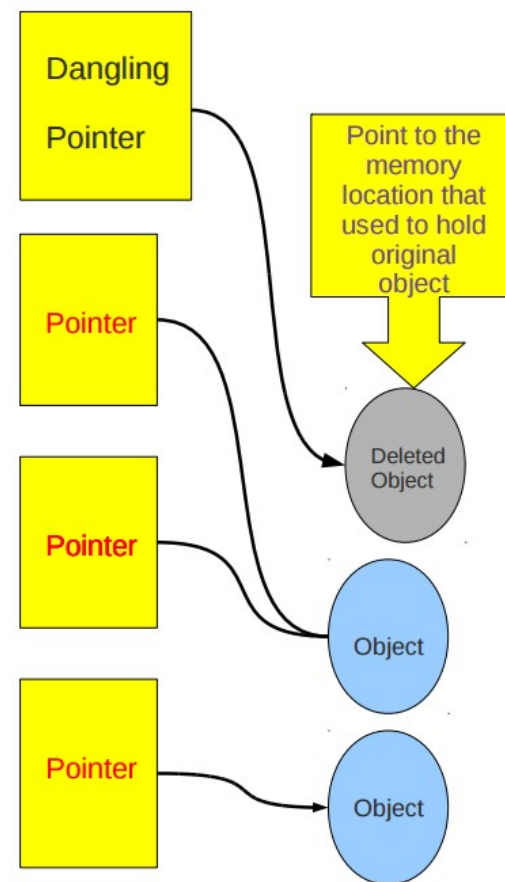 Dangling
Pointer
Point to the
memory
location that
used to hold
original
object
Pointer
Deleted
Object
Pointer
Object
Pointer
Object